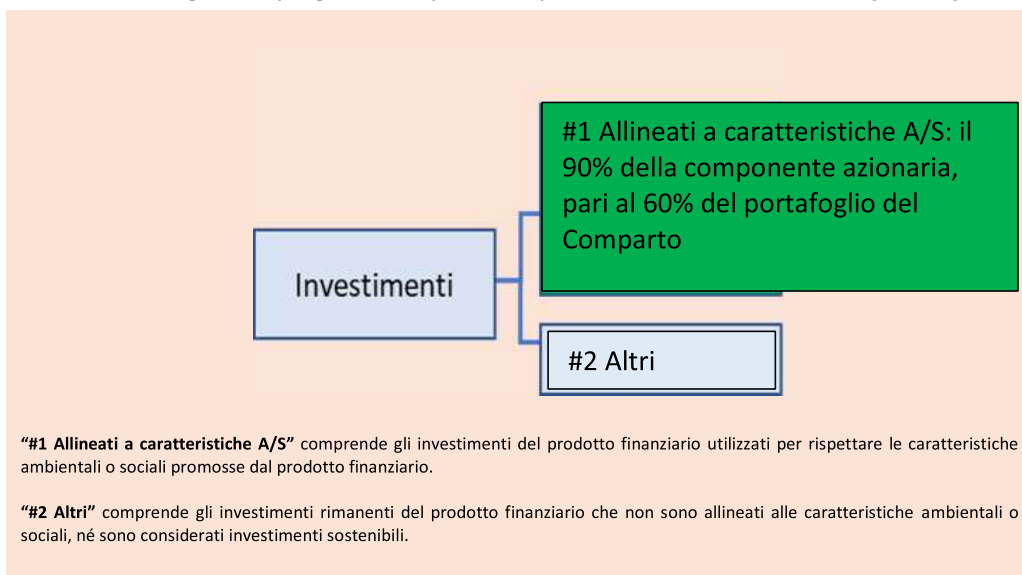 #1 Allineati a caratteristiche A/S: il
90% della componente azionaria,
pari al 60% del portafoglio del
Comparto
Investimenti
#2 Altri
“#1 Allineati a caratteristiche A/S” comprende gli investimenti del prodotto finanziario utilizzati per rispettare le caratteristiche
ambientali o sociali promosse dal prodotto finanziario.
“#2 Altri” comprende gli investimenti rimanenti del prodotto finanziario che non sono allineati alle caratteristiche ambientali o
sociali, né sono considerati investimenti sostenibili.